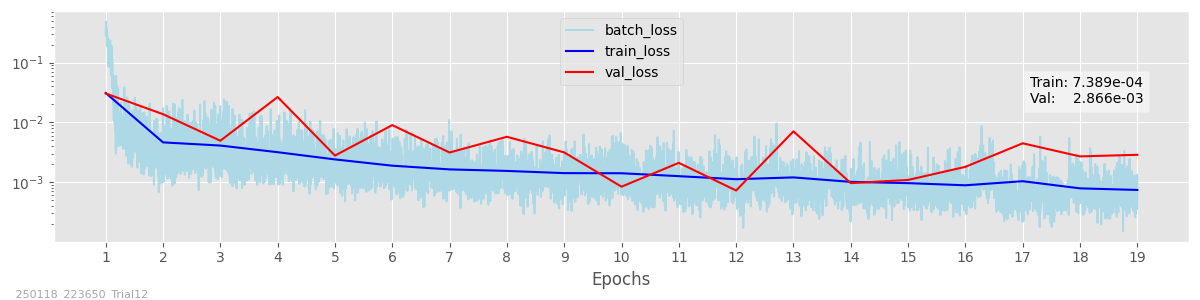 batch_loss
train_loss
val_loss
10⁻¹
10⁻²
10⁻³
Train: 7.389e-04
Val: 2.866e-03
1 2 3 4 5 6 7 8 9 10 11 12 13 14 15 16 17 18 19
Epochs
250118_223650_Trial12